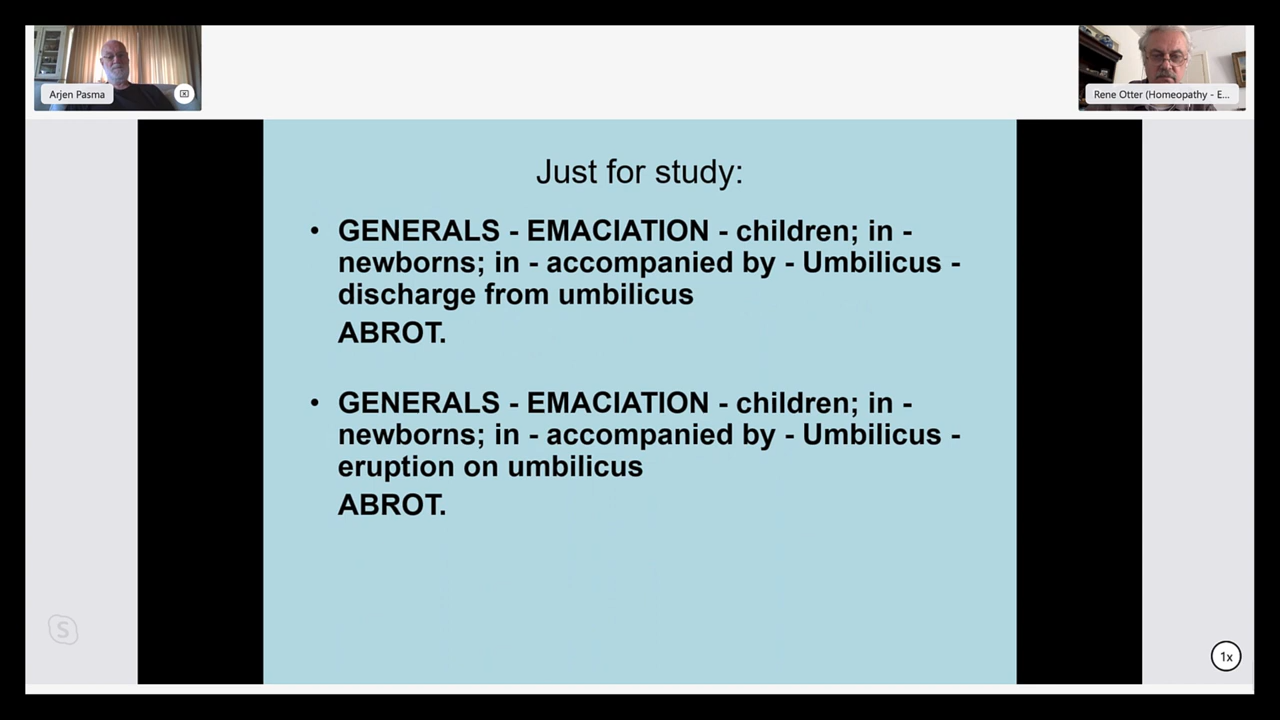 Arjen Pasma
Rene Otter (Homeopathy - E...
Just for study:
• GENERALS - EMACIATION - children; in -
newborns; in - accompanied by - Umbilicus -
discharge from umbilicus
ABROT.
• GENERALS - EMACIATION - children; in -
newborns; in - accompanied by - Umbilicus -
eruption on umbilicus
ABROT.
S
1x